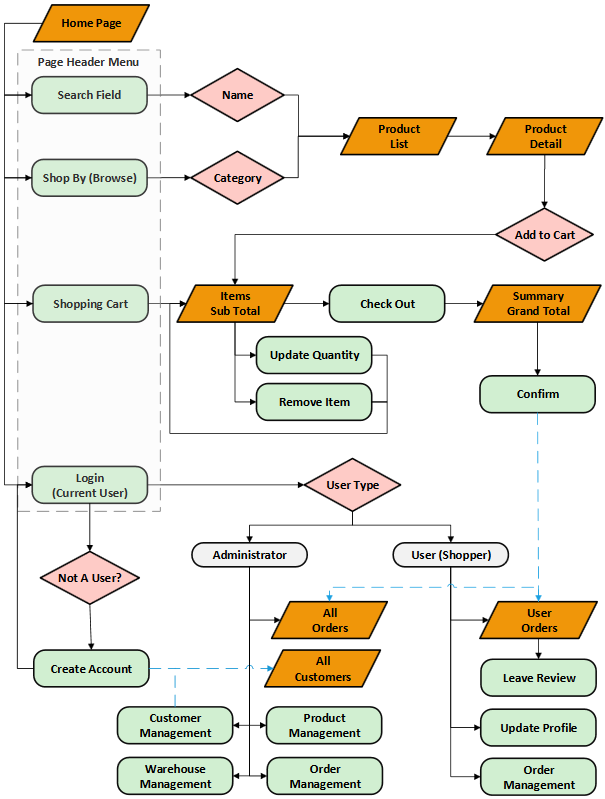 Home Page
Page Header Menu
Search Field
Name
Product
List
Product
Detail
Shop By (Browse)
Category
Add to Cart
Shopping Cart
Items
Sub Total
Check Out
Summary
Grand Total
Update Quantity
Remove Item
Confirm
Login
(Current User)
User Type
Administrator
User (Shopper)
Not A User?
All
Orders
User
Orders
Create Account
All
Customers
Leave Review
Customer
Management
Product
Management
Update Profile
Warehouse
Management
Order
Management
Order
Management